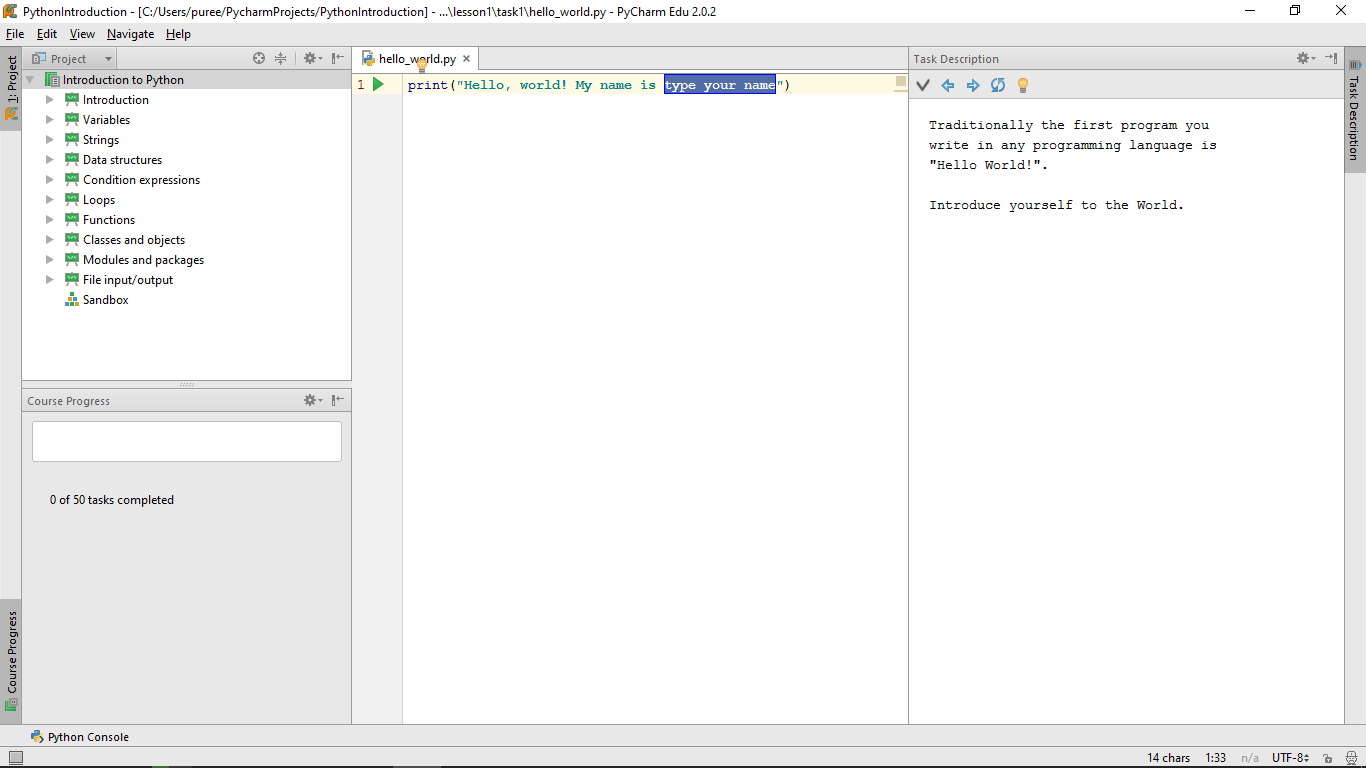 PythonIntroduction - [C:/Users/puree/PycharmProjects/PythonIntroduction] - ...\lesson1\task1\hello_world.py - PyCharm Edu 2.0.2
File Edit View Navigate Help
1: Project
Project
Introduction to Python
Introduction
Variables
Strings
Data structures
Condition expressions
Loops
Functions
Classes and objects
Modules and packages
File input/output
Sandbox
Course Progress
0 of 50 tasks completed
Course Progress
hello_world.py
1 print("Hello, world! My name is type your name")
Task Description
Traditionally the first program you
write in any programming language is
"Hello World!".
Introduce yourself to the World.
Task Description
Python Console
14 chars 1:33 n/a UTF-8